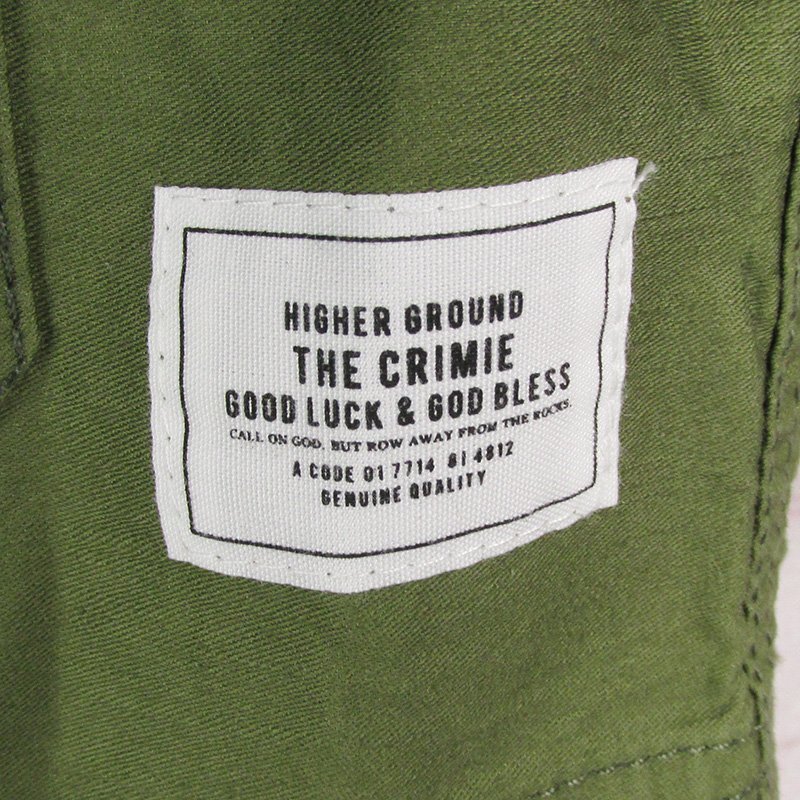 HIGHER GROUND
THE CRIMIE
GOOD LUCK & GOD BLESS
CALL ON GOD. BUT ROW AWAY FROM THE ROCKS.
A CODE 01 7714 81 4812
GENUINE QUALITY